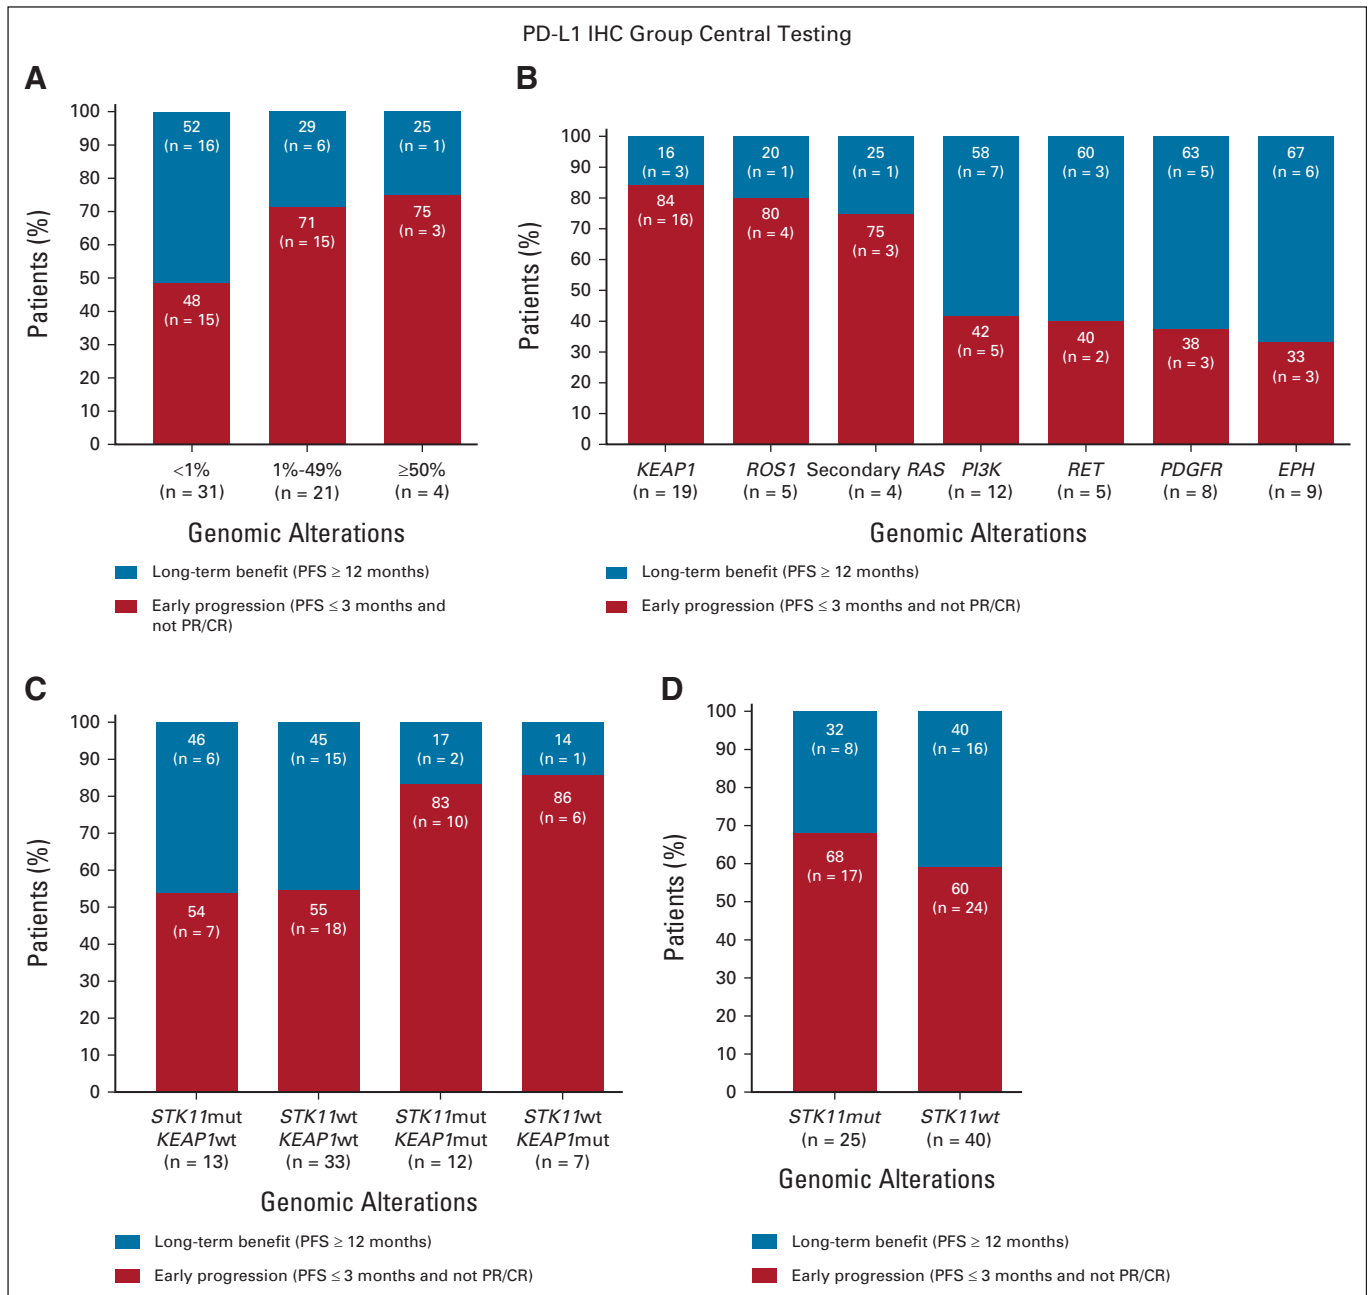 PD-L1 IHC Group Central Testing
A
Patients (%)
100
90
80
70
60
50
40
30
20
10
0
52
(n = 16)
48
(n = 15)
29
(n = 6)
71
(n = 15)
25
(n = 1)
75
(n = 3)
<1%
(n = 31)
1%-49%
(n = 21)
≥50%
(n = 4)
Genomic Alterations
Long-term benefit (PFS ≥ 12 months)
Early progression (PFS ≤ 3 months and
not PR/CR)
B
Patients (%)
100
90
80
70
60
50
40
30
20
10
0
16
(n = 3)
84
(n = 16)
20
(n = 1)
80
(n = 4)
25
(n = 1)
75
(n = 3)
58
(n = 7)
42
(n = 5)
60
(n = 3)
40
(n = 2)
63
(n = 5)
38
(n = 3)
67
(n = 6)
33
(n = 3)
KEAP1
(n = 19)
ROS1
(n = 5)
Secondary RAS
(n = 4)
PI3K
(n = 12)
RET
(n = 5)
PDGFR
(n = 8)
EPH
(n = 9)
Genomic Alterations
Long-term benefit (PFS ≥ 12 months)
Early progression (PFS ≤ 3 months and not PR/CR)
C
Patients (%)
100
90
80
70
60
50
40
30
20
10
0
46
(n = 6)
54
(n = 7)
45
(n = 15)
55
(n = 18)
17
(n = 2)
83
(n = 10)
14
(n = 1)
86
(n = 6)
STK11mut
KEAP1wt
(n = 13)
STK11wt
KEAP1wt
(n = 33)
STK11mut
KEAP1mut
(n = 12)
STK11wt
KEAP1mut
(n = 7)
Genomic Alterations
Long-term benefit (PFS ≥ 12 months)
Early progression (PFS ≤ 3 months and not PR/CR)
D
Patients (%)
100
90
80
70
60
50
40
30
20
10
0
32
(n = 8)
68
(n = 17)
40
(n = 16)
60
(n = 24)
STK11mut
(n = 25)
STK11wt
(n = 40)
Genomic Alterations
Long-term benefit (PFS ≥ 12 months)
Early progression (PFS ≤ 3 months and not PR/CR)